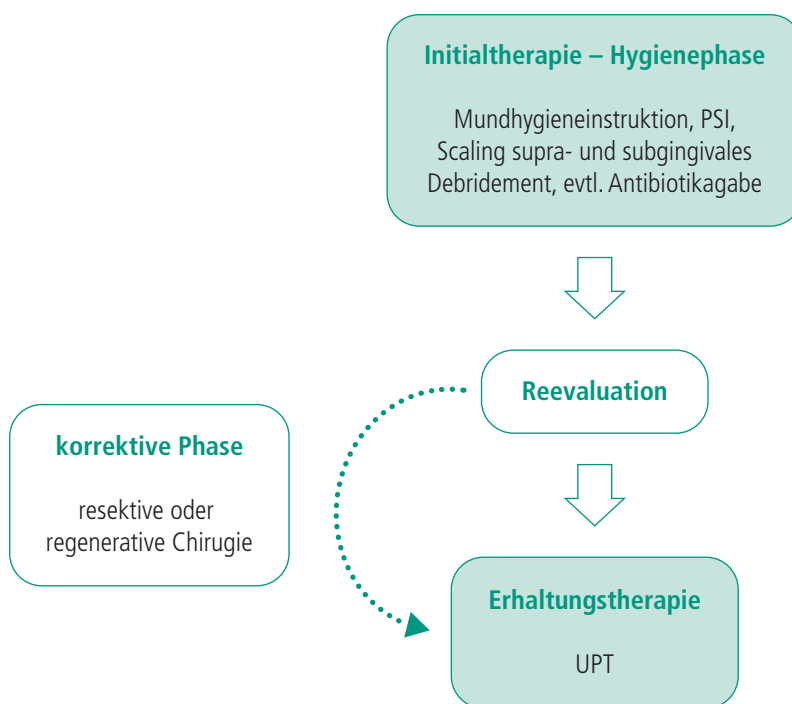 Initialtherapie – Hygienephase
Mundhygieneinstruktion, PSI,
Scaling supra- und subgingivales
Debridement, evtl. Antibiotikagabe
Reevaluation
korrektive Phase
resektive oder
regenerative Chirugie
Erhaltungstherapie
UPT